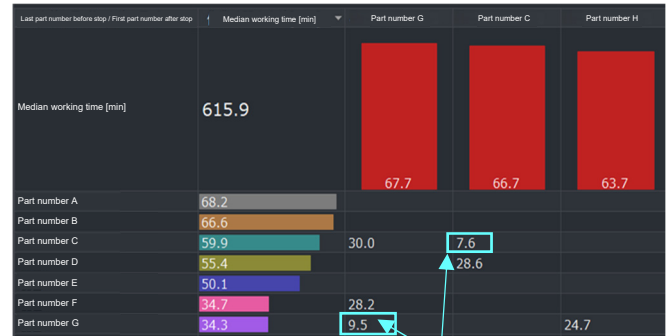 Last part number before stop / First part number after stop Median working time [min] Part number G Part number C Part number H
Median working time [min] 615.9 67.7 66.7 63.7
Part number A 68.2
Part number B 66.6
Part number C 59.9 30.0 7.6
Part number D 55.4 28.6
Part number E 50.1
Part number F 34.7 28.2
Part number G 34.3 9.5 24.7